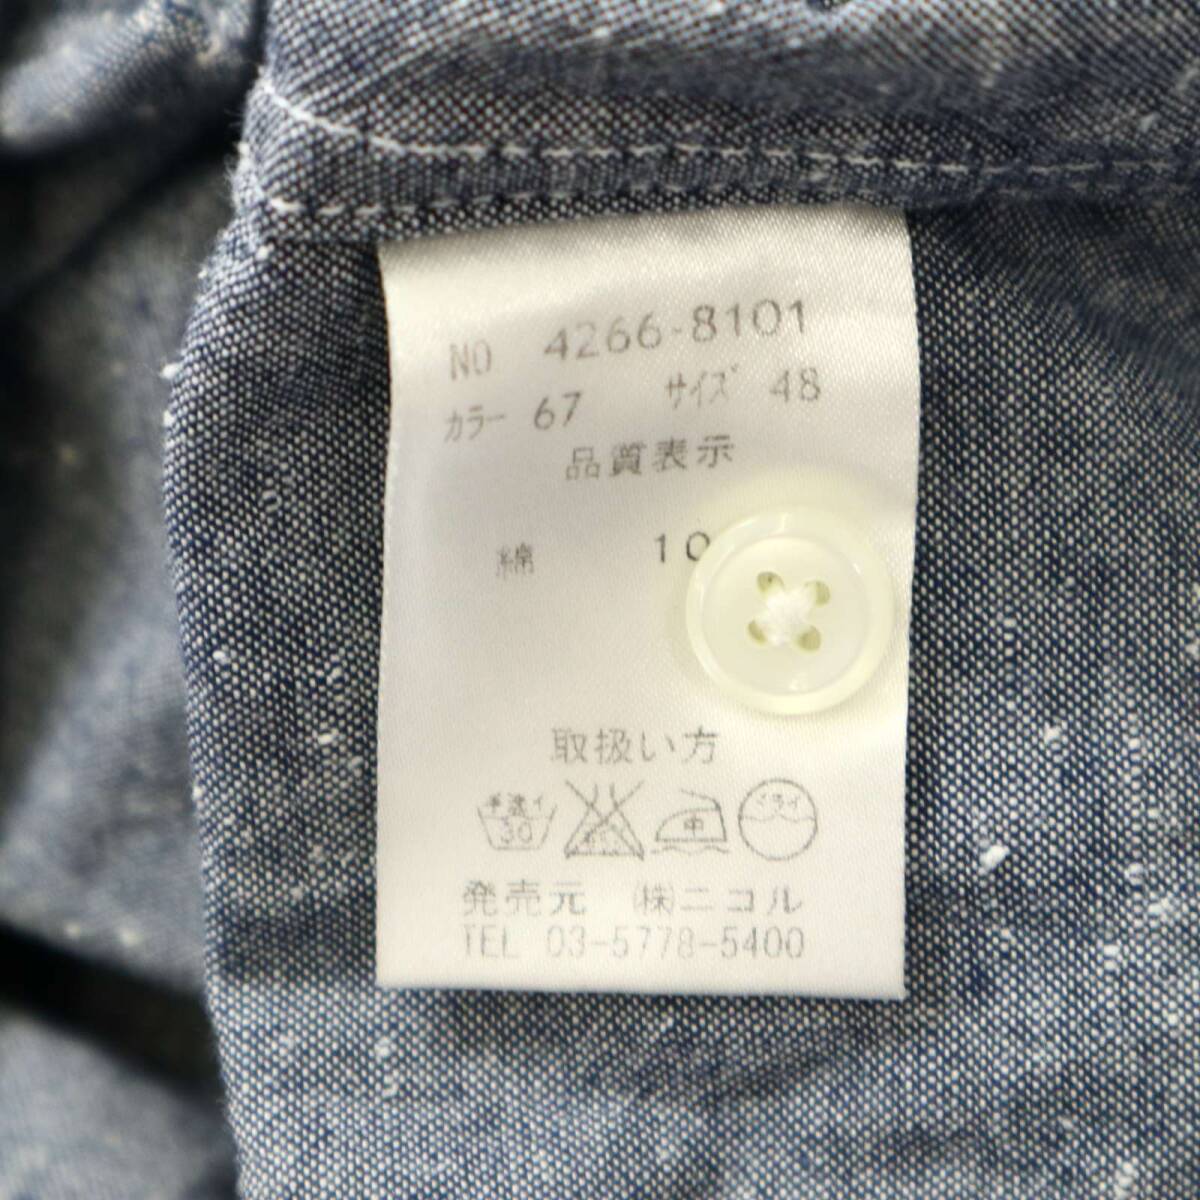 NO 4266-8101
カラー 67 サイズ 48
品質表示
綿 10
取扱い方
手洗イ 30 中 ドライ
発売元 ㈱ニコル
TEL 03-5778-5400